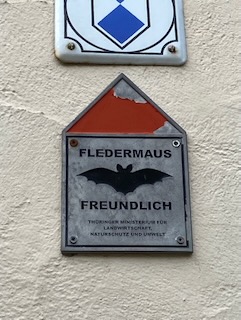 FLEDERMAUS
FREUNDLICH
THÜRINGER MINISTERIUM FÜR
LANDWIRTSCHAFT,
NATURSCHUTZ UND UMWELT